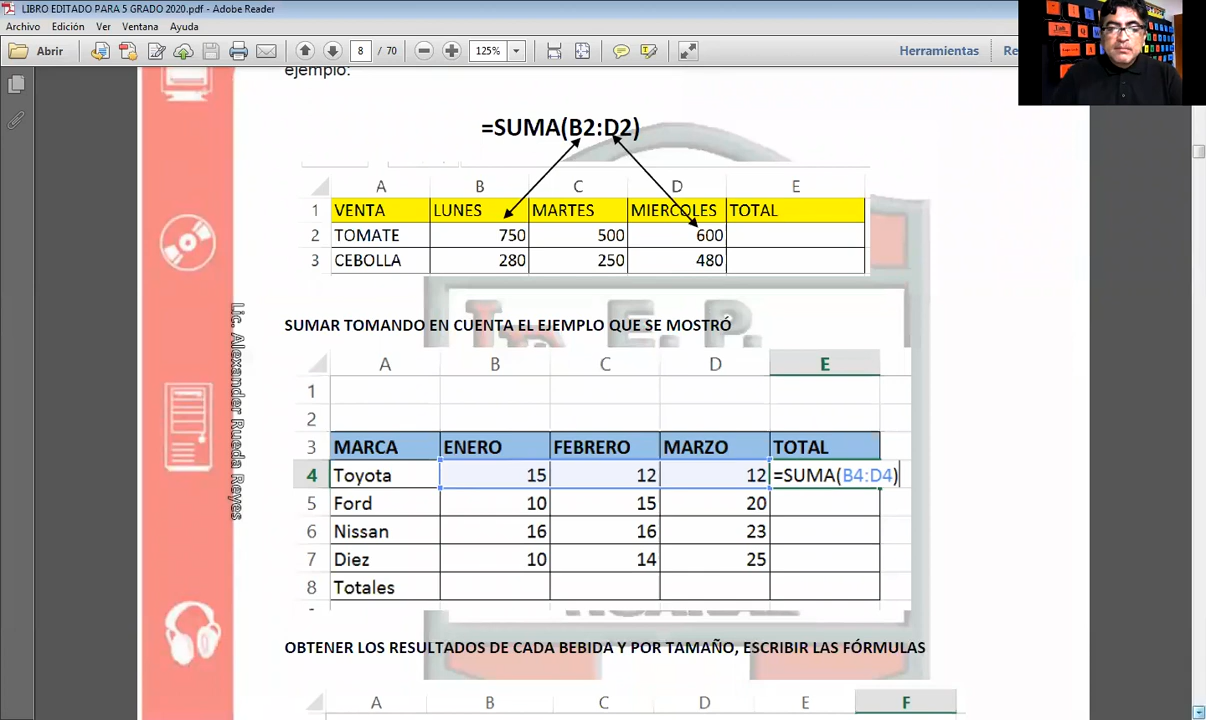 LIBRO EDITADO PARA 5 GRADO 2020.pdf - Adobe Reader
Archivo Edición Ver Ventana Ayuda
Abrir 8 / 70 125% Herramientas
ejemplo:
=SUMA(B2:D2)
A B C D E
1 VENTA LUNES MARTES MIERCOLES TOTAL
2 TOMATE 750 500 600
3 CEBOLLA 280 250 480
SUMAR TOMANDO EN CUENTA EL EJEMPLO QUE SE MOSTRÓ
A B C D E
1
2
3 MARCA ENERO FEBRERO MARZO TOTAL
4 Toyota 15 12 12 =SUMA(B4:D4)
5 Ford 10 15 20
6 Nissan 16 16 23
7 Diez 10 14 25
8 Totales
OBTENER LOS RESULTADOS DE CADA BEBIDA Y POR TAMAÑO, ESCRIBIR LAS FÓRMULAS
A B C D E F
Lic. Alexander Rueda Reyes
E. P.